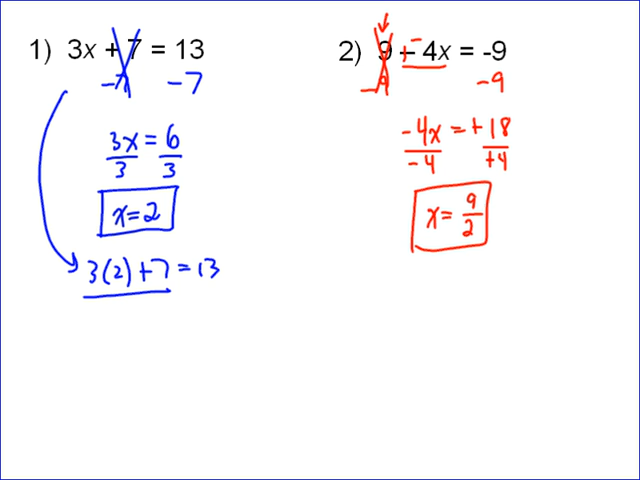 1) 3x + 7 = 13
-7 -7
3x = 6
3 3
x = 2
3(2) + 7 = 13
2) 9 - 4x = -9
+ -
-9 -9
-4x = +18
-4 +4
x = 9/2